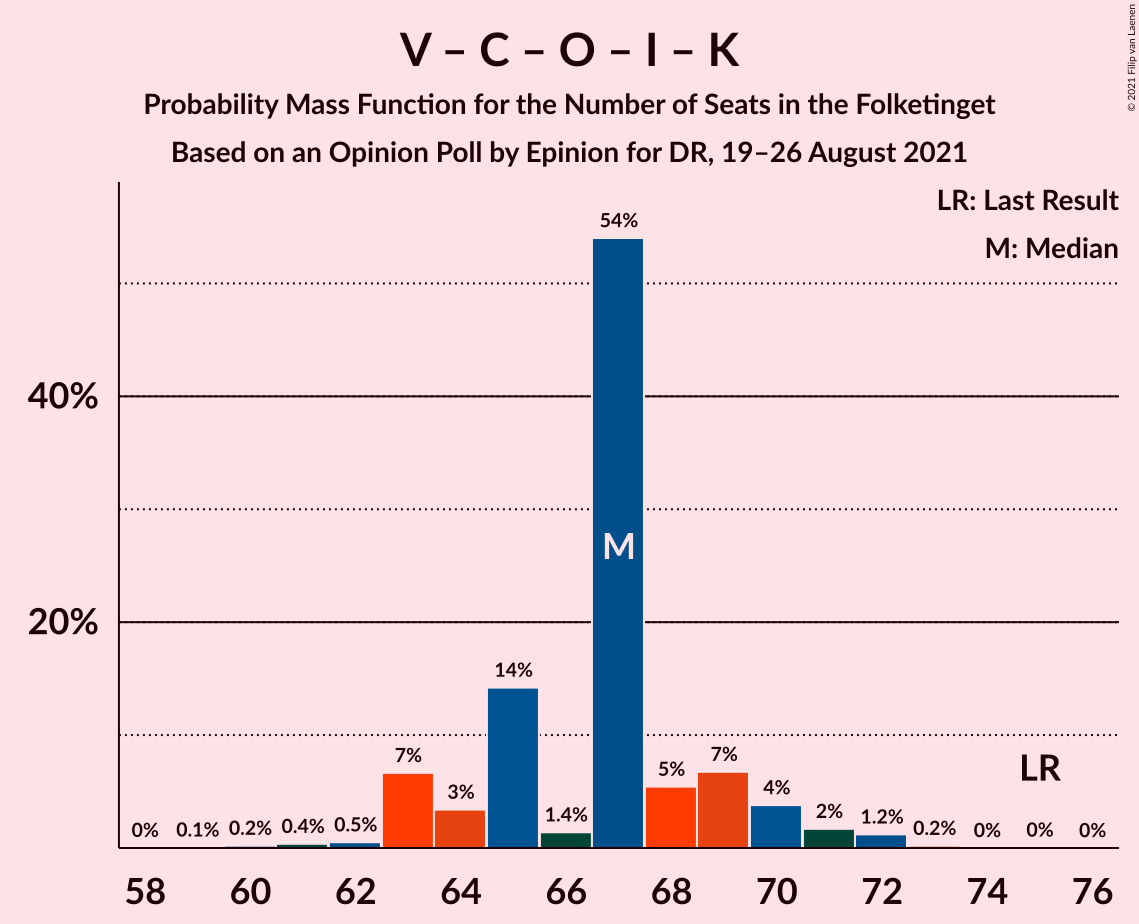 V – C – O – I – K
Probability Mass Function for the Number of Seats in the Folketinget
Based on an Opinion Poll by Epinion for DR, 19–26 August 2021
© 2021 Filip van Laenen
LR: Last Result
M: Median
40%
20%
0% 0.1% 0.2% 0.4% 0.5% 7% 3% 14% 1.4% 54% 5% 7% 4% 2% 1.2% 0.2% 0% 0% 0%
M
LR
58 60 62 64 66 68 70 72 74 76